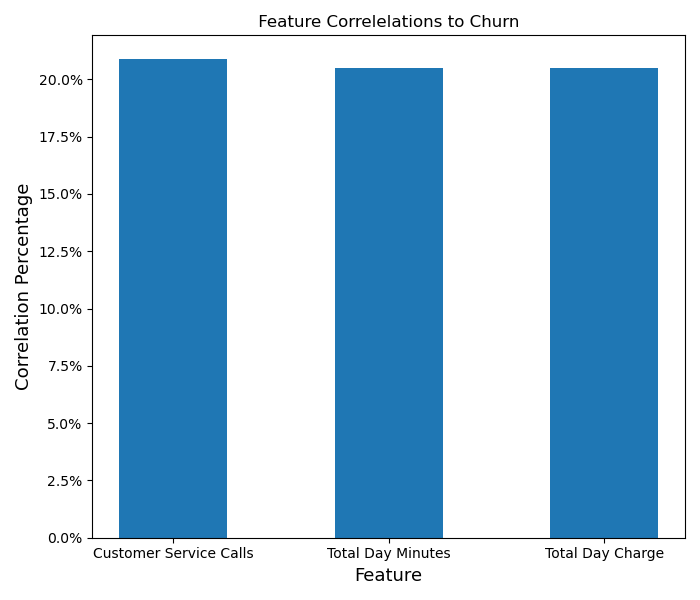 Feature Correlelations to Churn
Correlation Percentage
20.0%
17.5%
15.0%
12.5%
10.0%
7.5%
5.0%
2.5%
0.0%
Customer Service Calls
Total Day Minutes
Total Day Charge
Feature